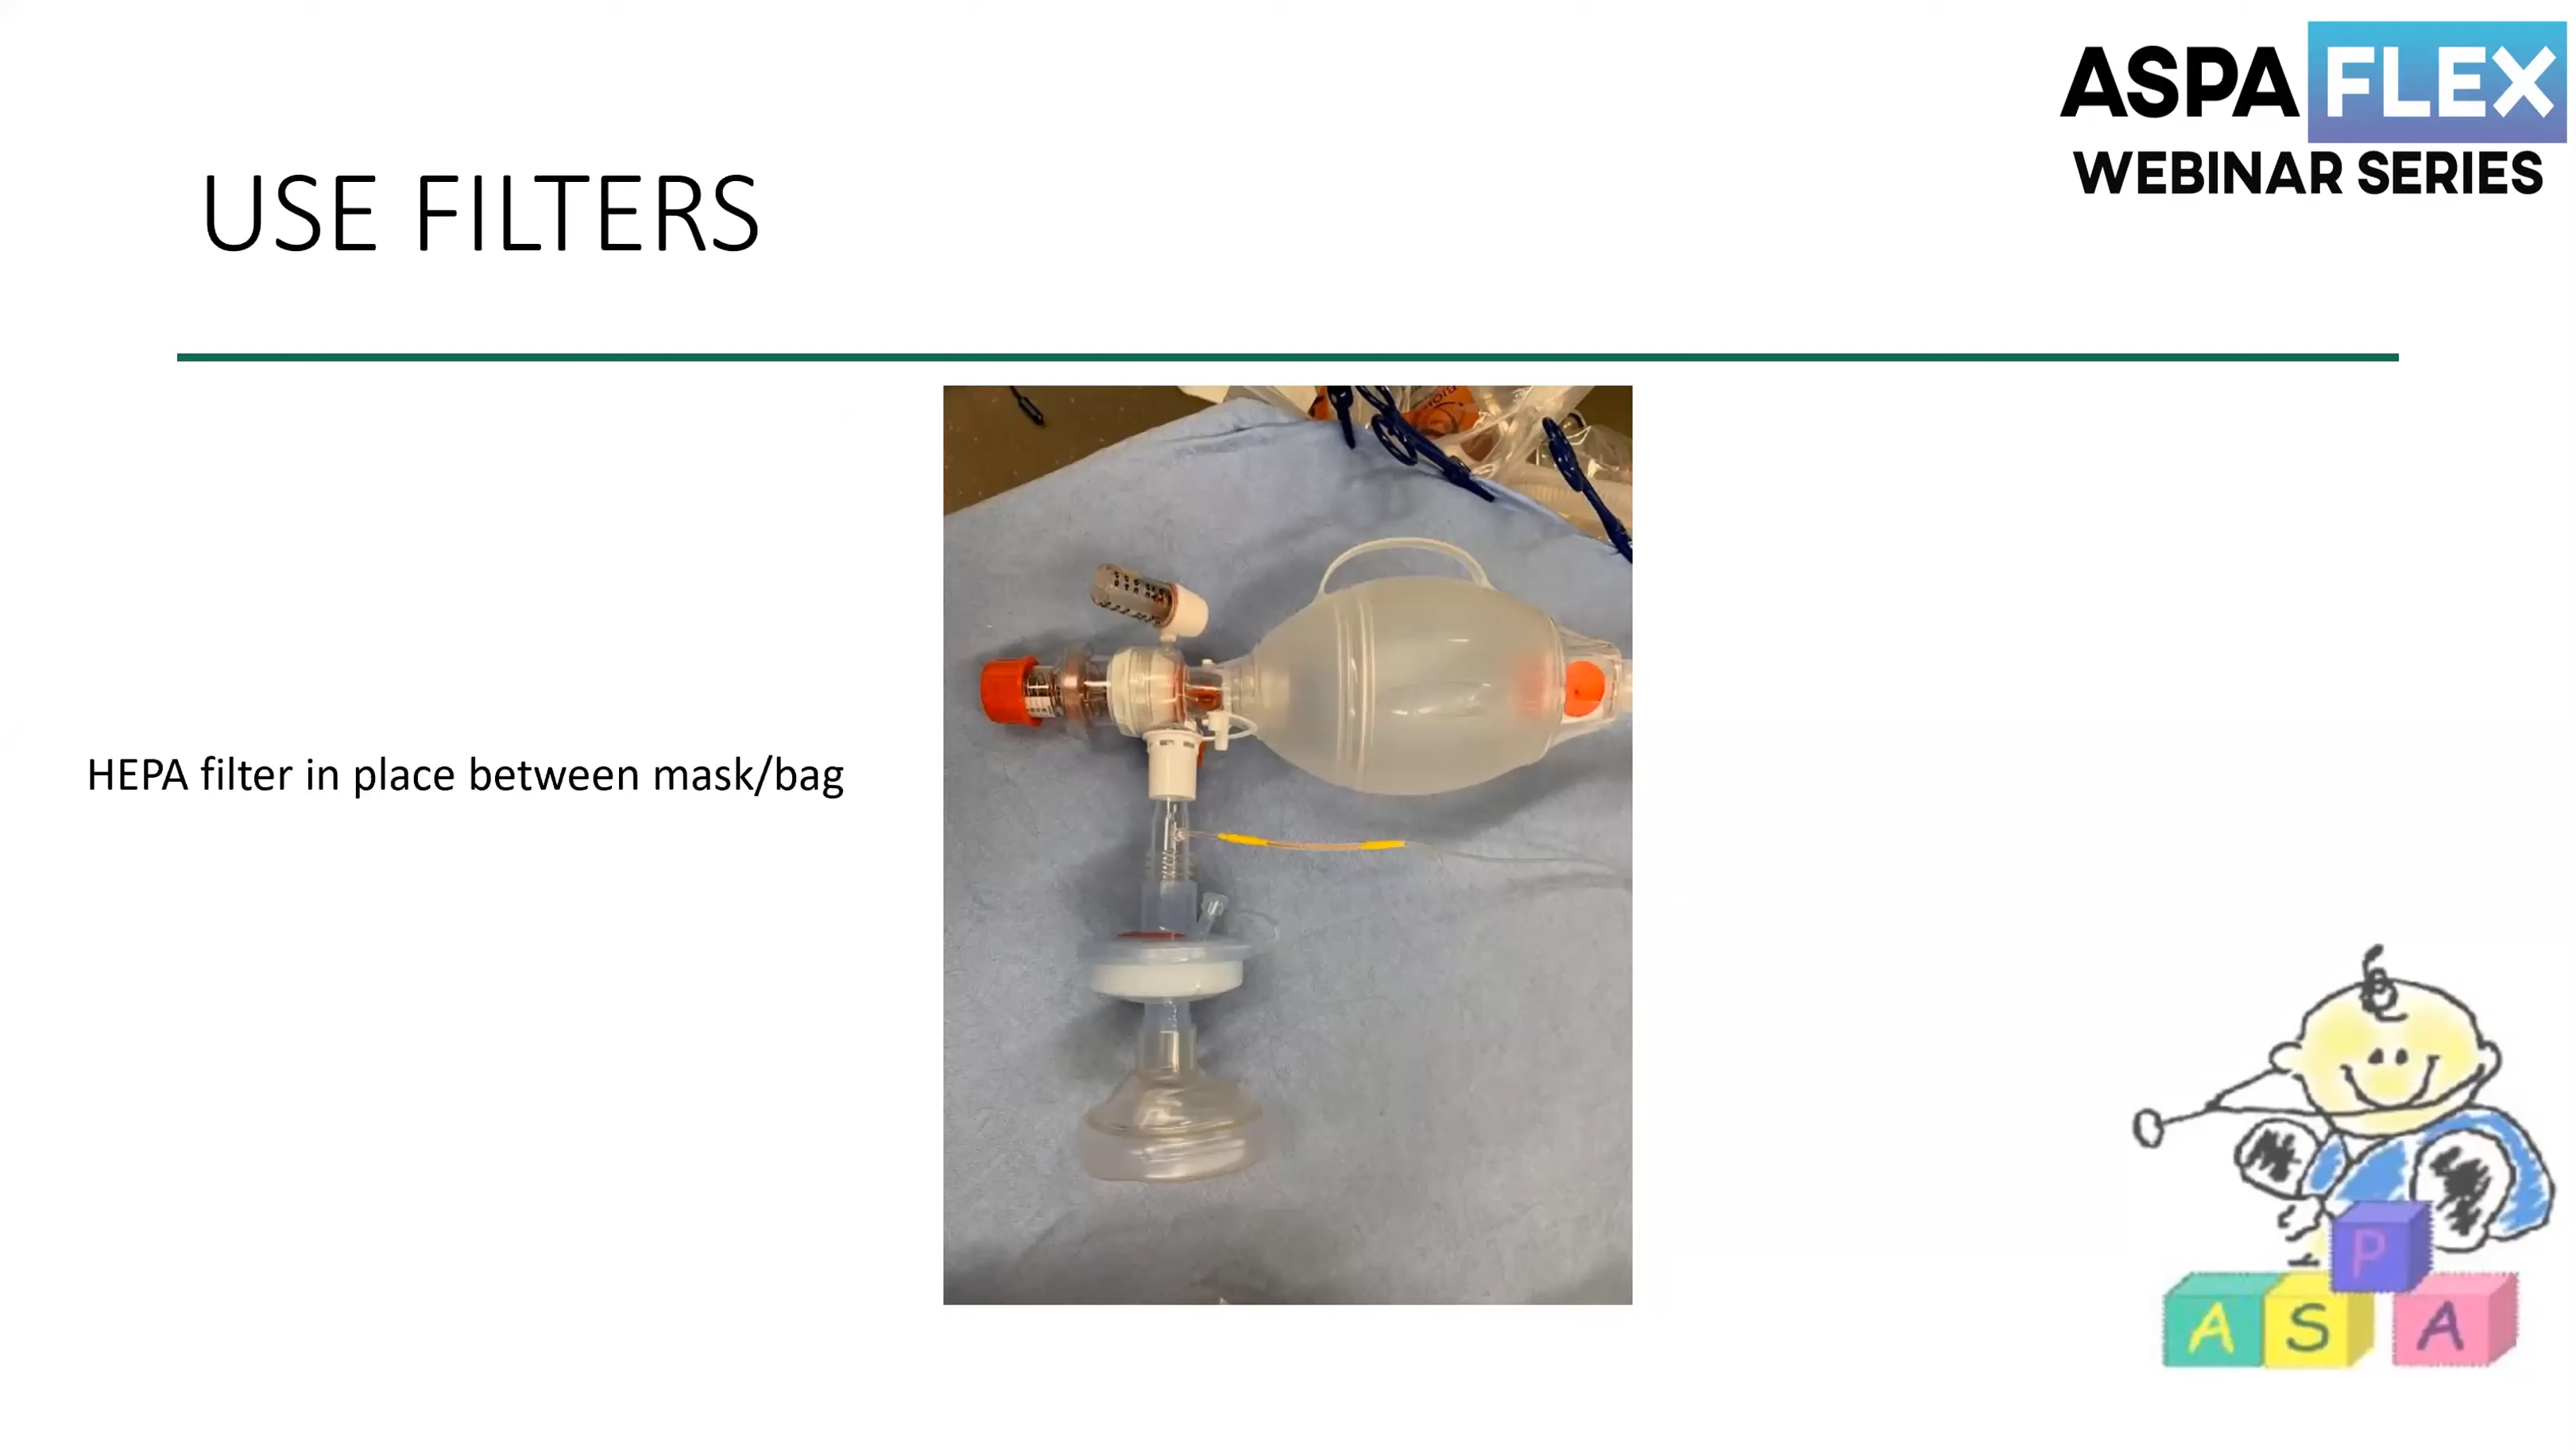 ASPA FLEX
WEBINAR SERIES
USE FILTERS
HEPA filter in place between mask/bag
P
A S A